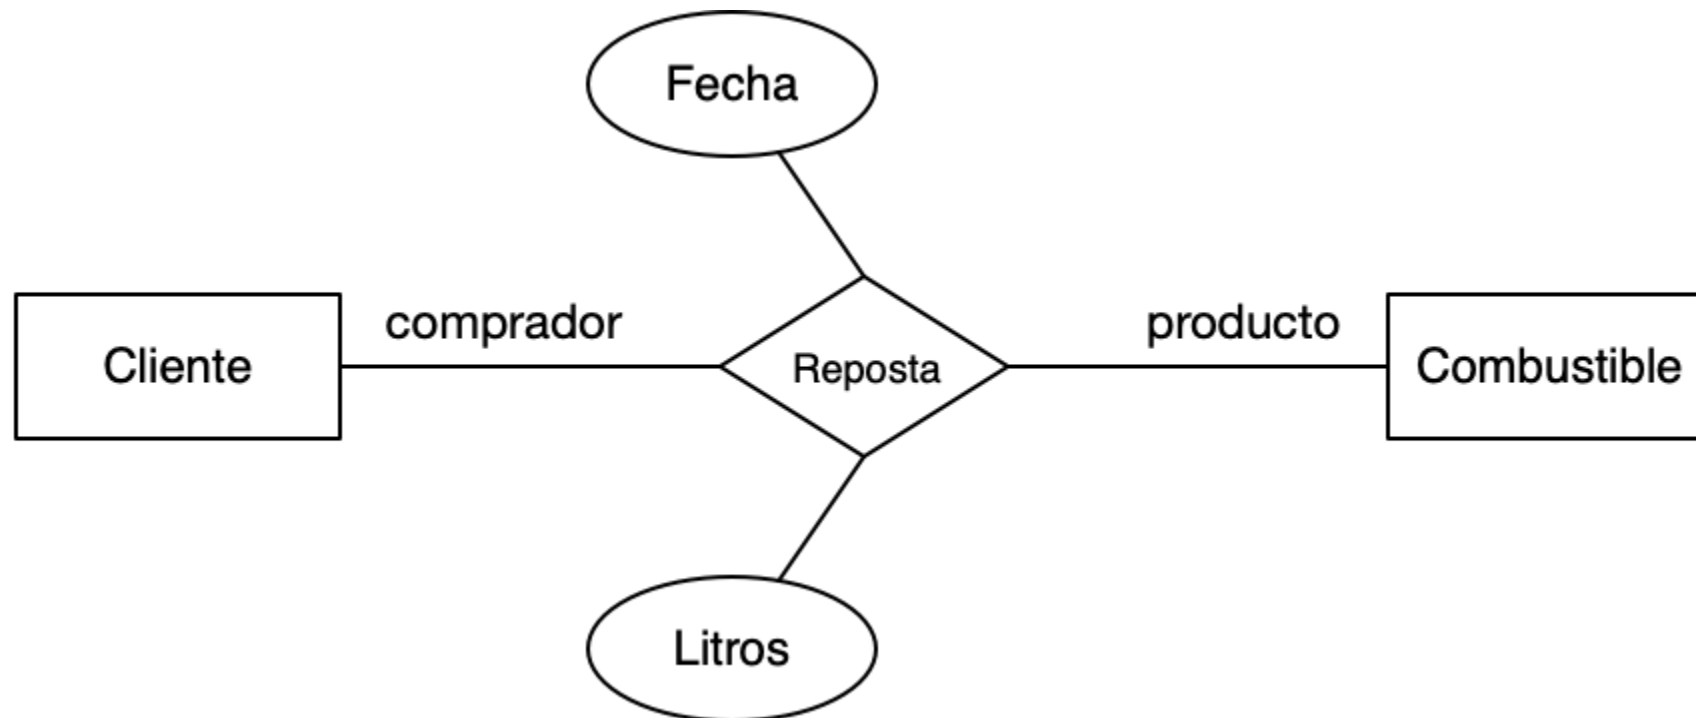 Fecha
comprador
producto
Cliente
Reposta
Combustible
Litros